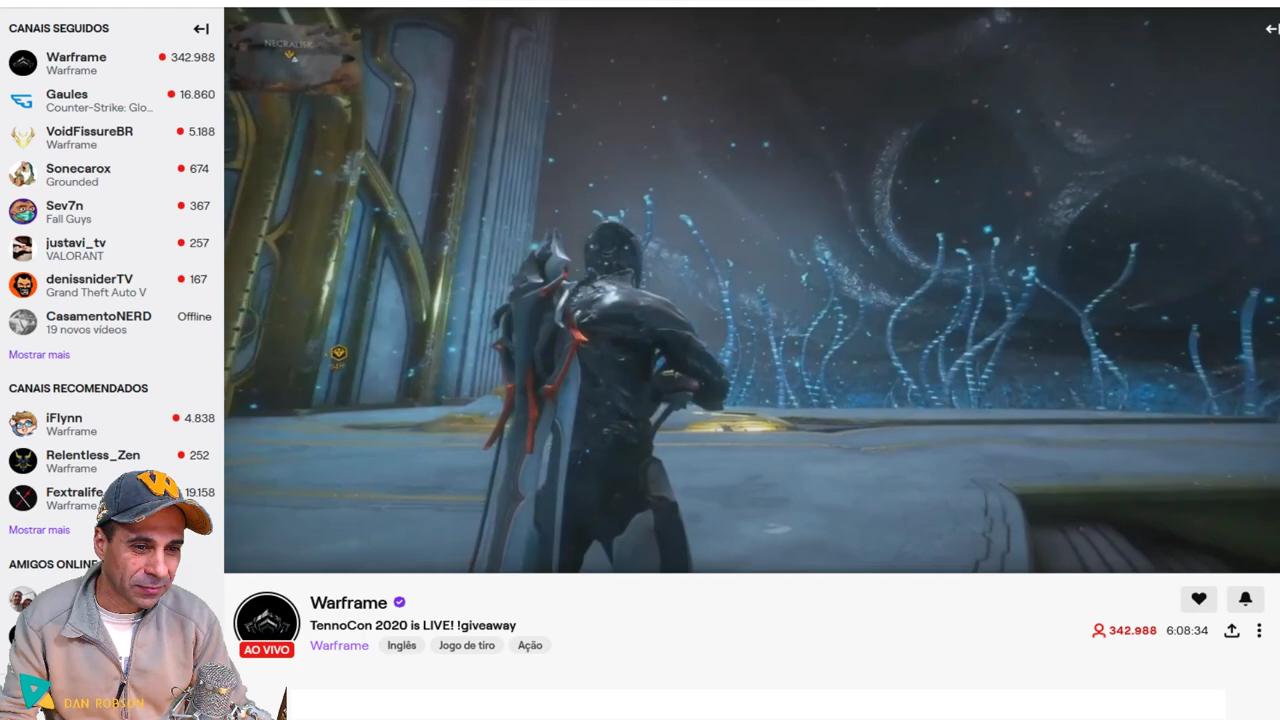 CANAIS SEGUIDOS
Warframe 342.988
Warframe
Gaules 16.860
Counter-Strike: Glo...
VoidFissureBR 5.188
Warframe
Sonecarox 674
Grounded
Sev7n 367
Fall Guys
justavi_tv 257
VALORANT
denissniderTV 167
Grand Theft Auto V
CasamentoNERD Offline
19 novos vídeos
Mostrar mais
CANAIS RECOMENDADOS
iFlynn 4.838
Warframe
Relentless_Zen 252
Warframe
Fextralife 19.158
Warframe
Mostrar mais
AMIGOS ONLINE
NECRALISK
W
DAN ROBSON
Warframe
TennoCon 2020 is LIVE! !giveaway
Warframe Inglês Jogo de tiro Ação
AO VIVO
342.988 6:08:34